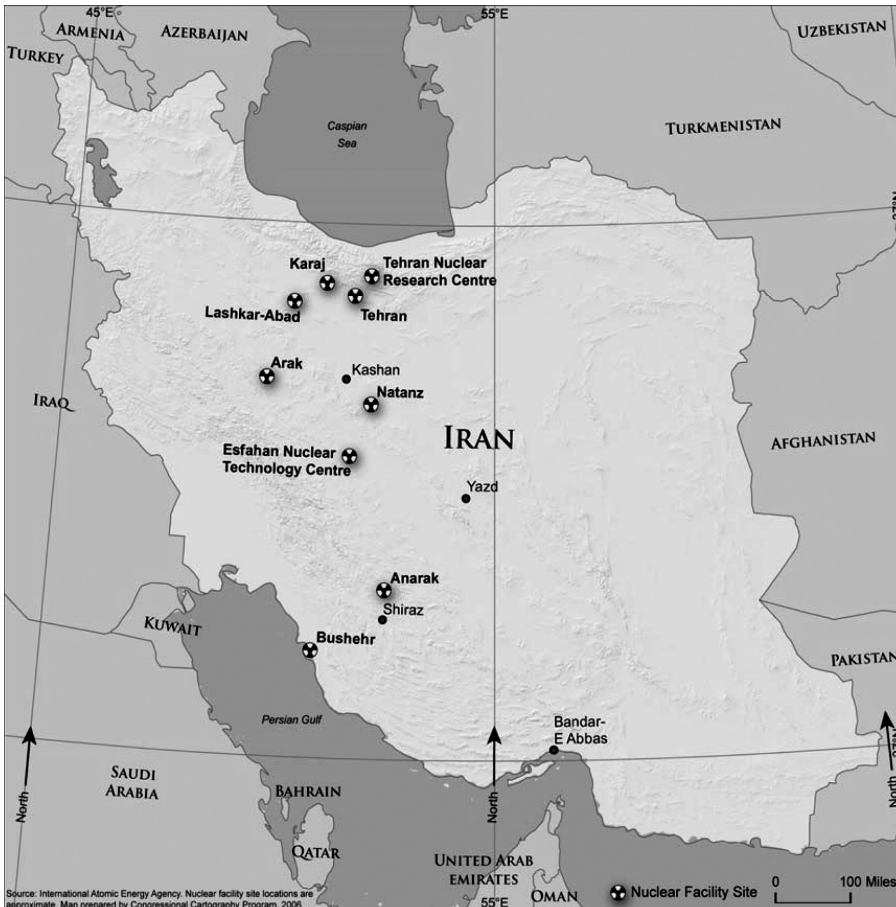 45°E
55°E
ARMENIA
AZERBAIJAN
UZBEKISTAN
TURKEY
Caspian
Sea
TURKMENISTAN
Karaj
Tehran Nuclear
Research Centre
Lashkar-Abad
Tehran
Arak
Kashan
Natanz
IRAQ
IRAN
AFGHANISTAN
Esfahan Nuclear
Technology Centre
Yazd
Anarak
Shiraz
KUWAIT
Bushehr
PAKISTAN
Persian Gulf
Bandar-
E Abbas
SAUDI
ARABIA
North
North
North
BAHRAIN
QATAR
UNITED ARAB
EMIRATES
OMAN
55°E
Nuclear Facility Site
0 100 Miles
Source: International Atomic Energy Agency. Nuclear facility site locations are
approximate. Map prepared by Congressional Cartography Program, 2006.